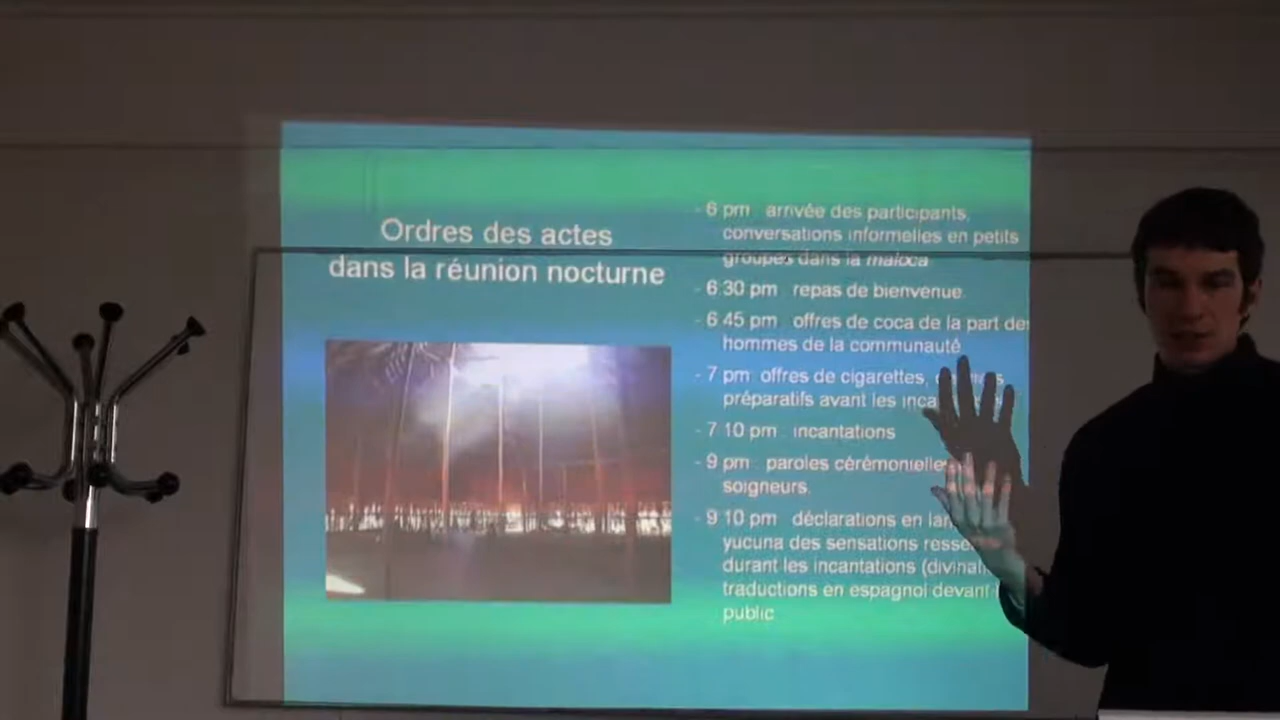 Ordres des actes
dans la réunion nocturne
- 6 pm arrivée des participants,
conversations informelles en petits
groupes dans la maloca
- 6 30 pm repas de bienvenue
- 6 45 pm offres de coca de la part des
hommes de la communauté
- 7 pm offres de cigarettes,
préparatifs avant les
- 7 10 pm incantations
- 9 pm paroles
soigneurs.
- 9 10 pm déclarations en
yucuna des sensations
durant les incantations
traductions en espagnol devant
public